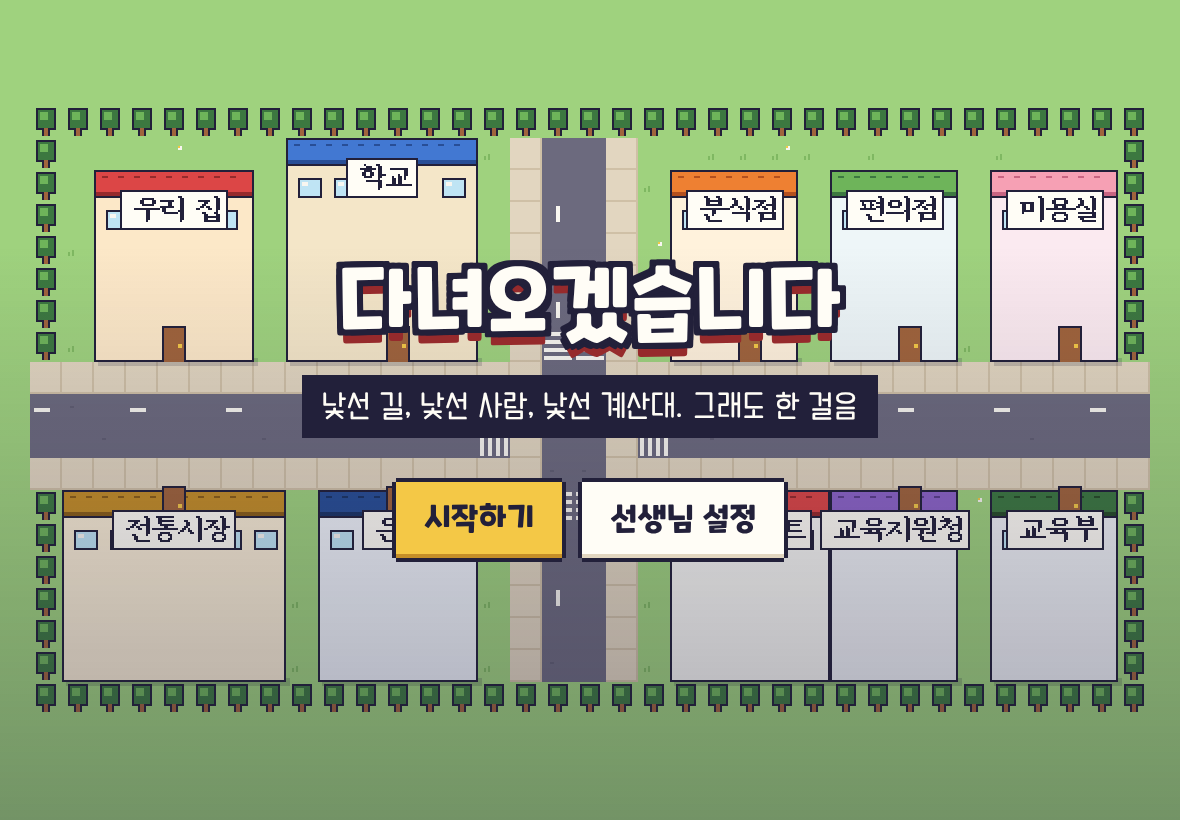 학교
우리 집
분식점
편의점
미용실
다녀오겠습니다
낯선 길, 낯선 사람, 낯선 계산대. 그래도 한 걸음
시작하기
선생님 설정
전통시장
교육지원청
교육부